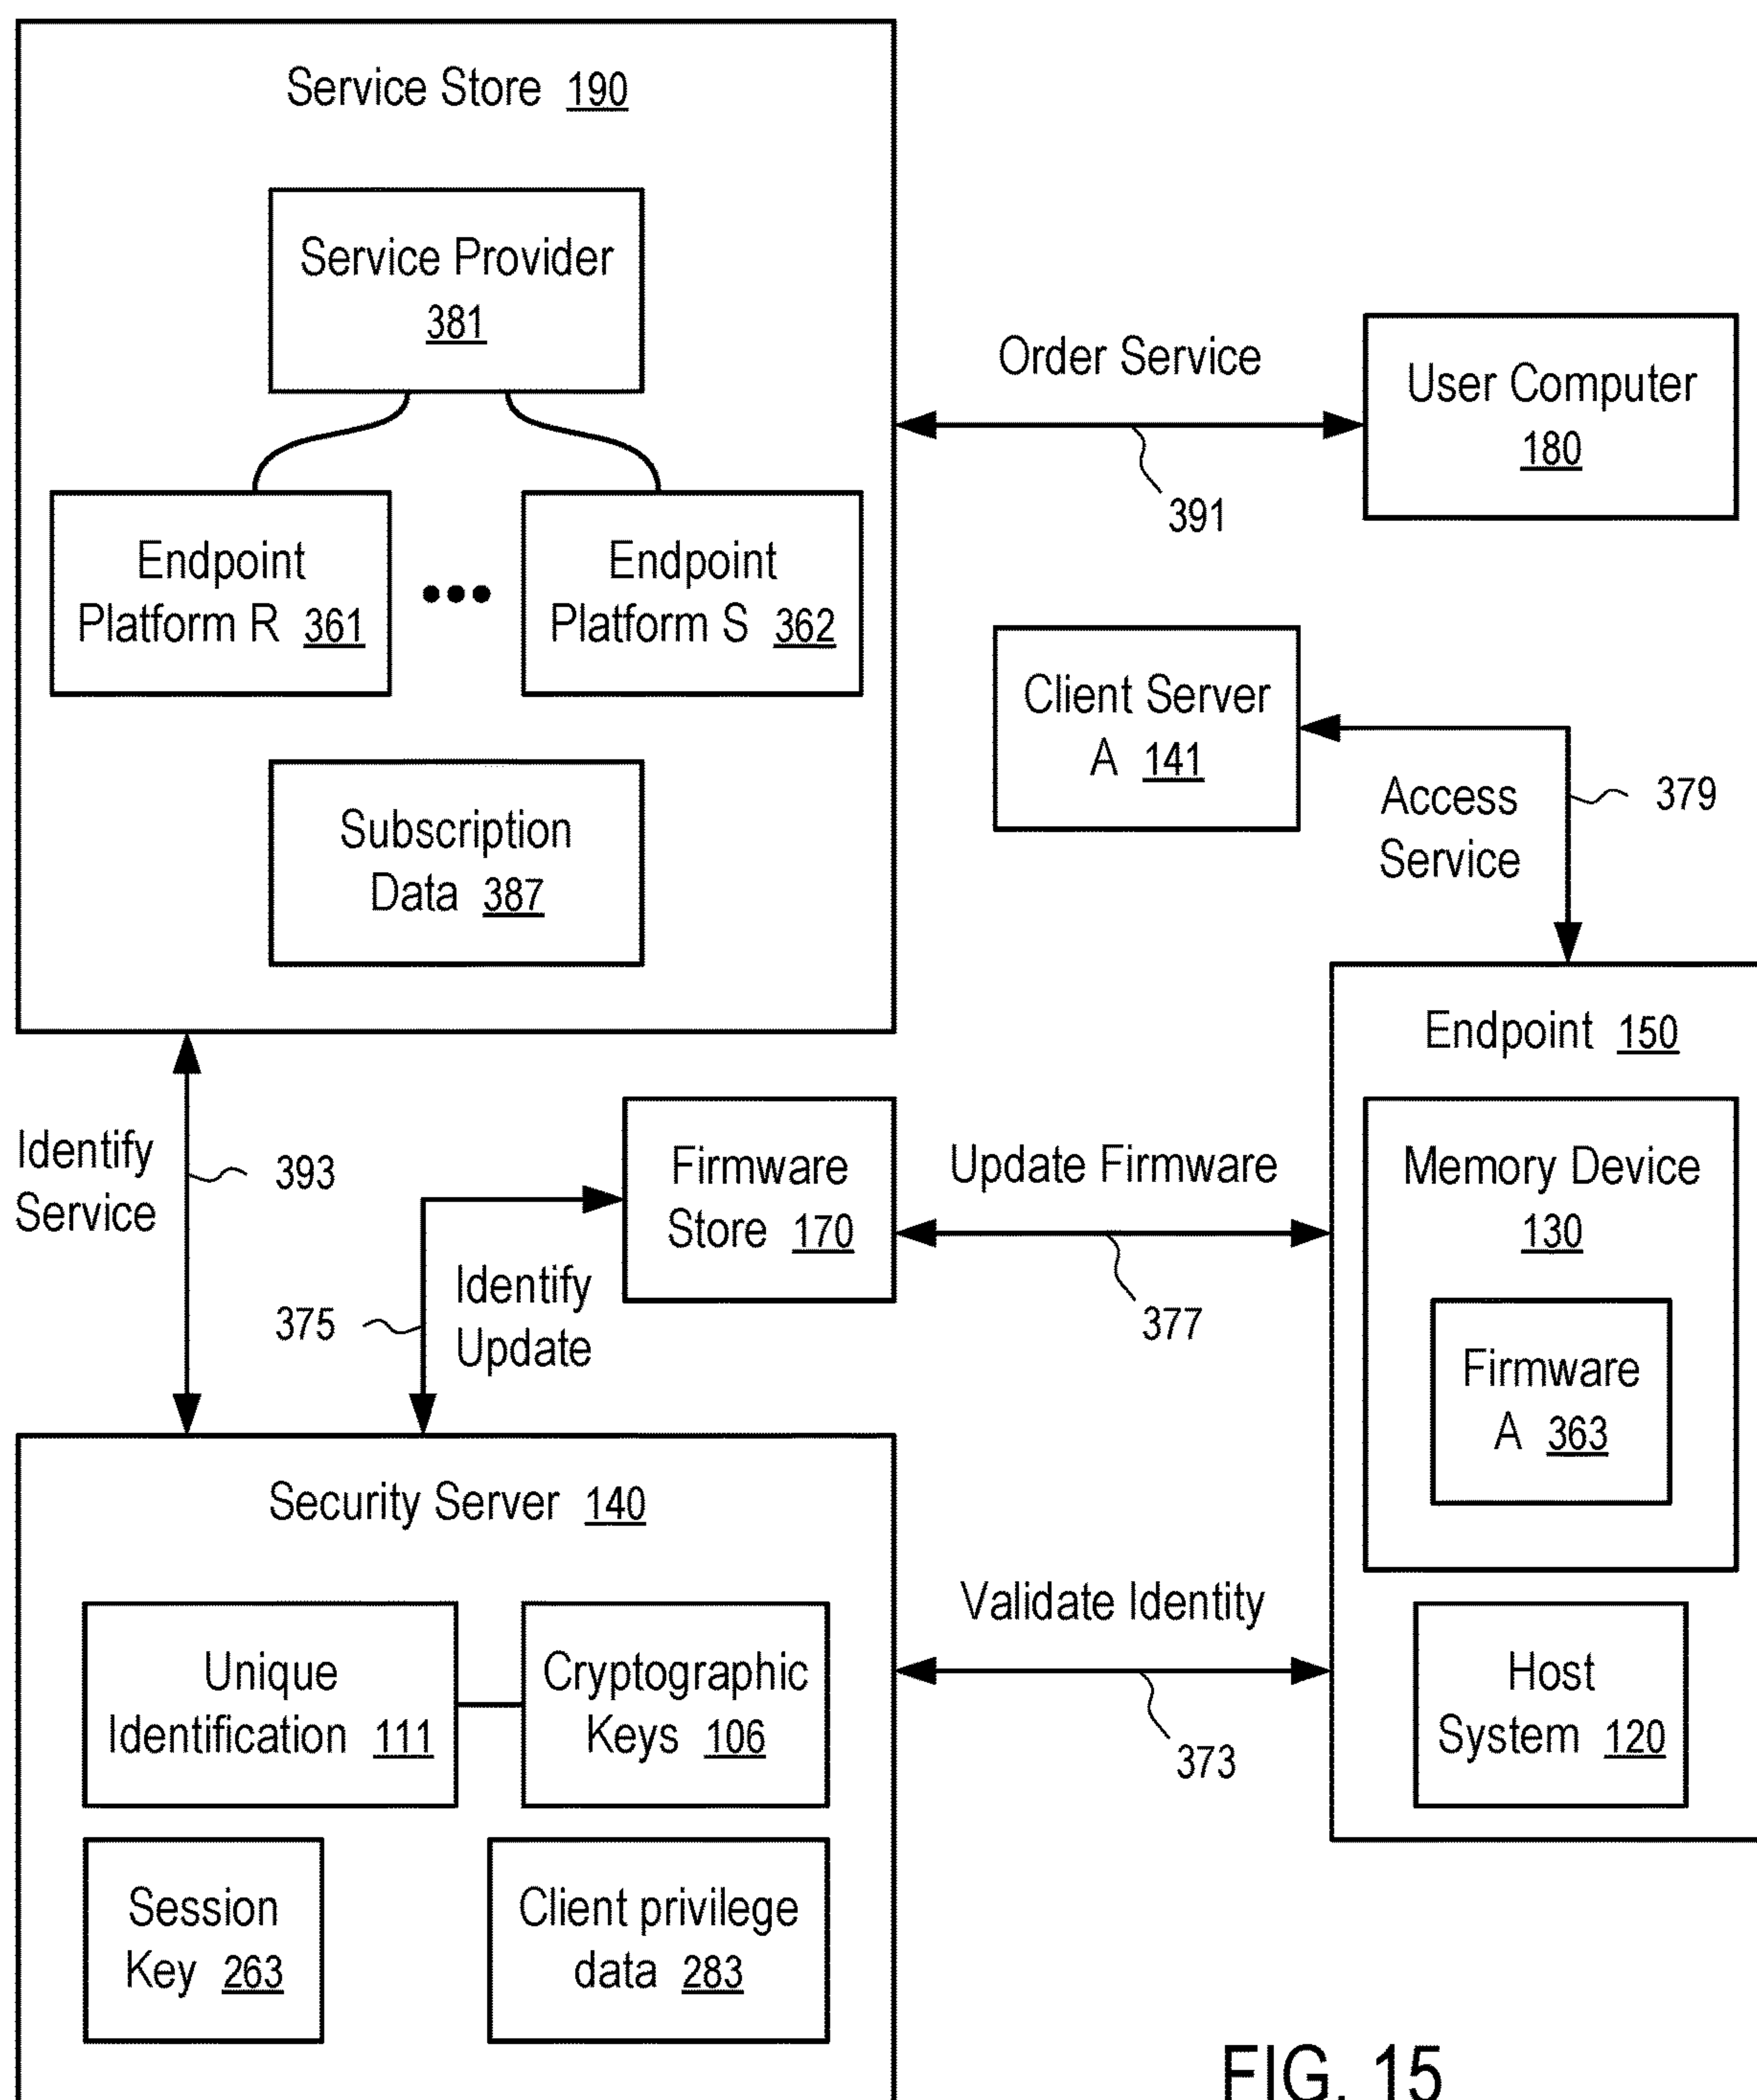 Service Store 190
Service Provider
381
Endpoint
Platform R 361
Endpoint
Platform S 362
Subscription
Data 387
Order Service
391
User Computer
180
Client Server
A 141
Access
Service
379
Identify
Service
393
Firmware
Store 170
Identify
Update
375
Update Firmware
377
Endpoint 150
Memory Device
130
Firmware
A 363
Host
System 120
Security Server 140
Unique
Identification 111
Cryptographic
Keys 106
Session
Key 263
Client privilege
data 283
Validate Identity
373
FIG. 15